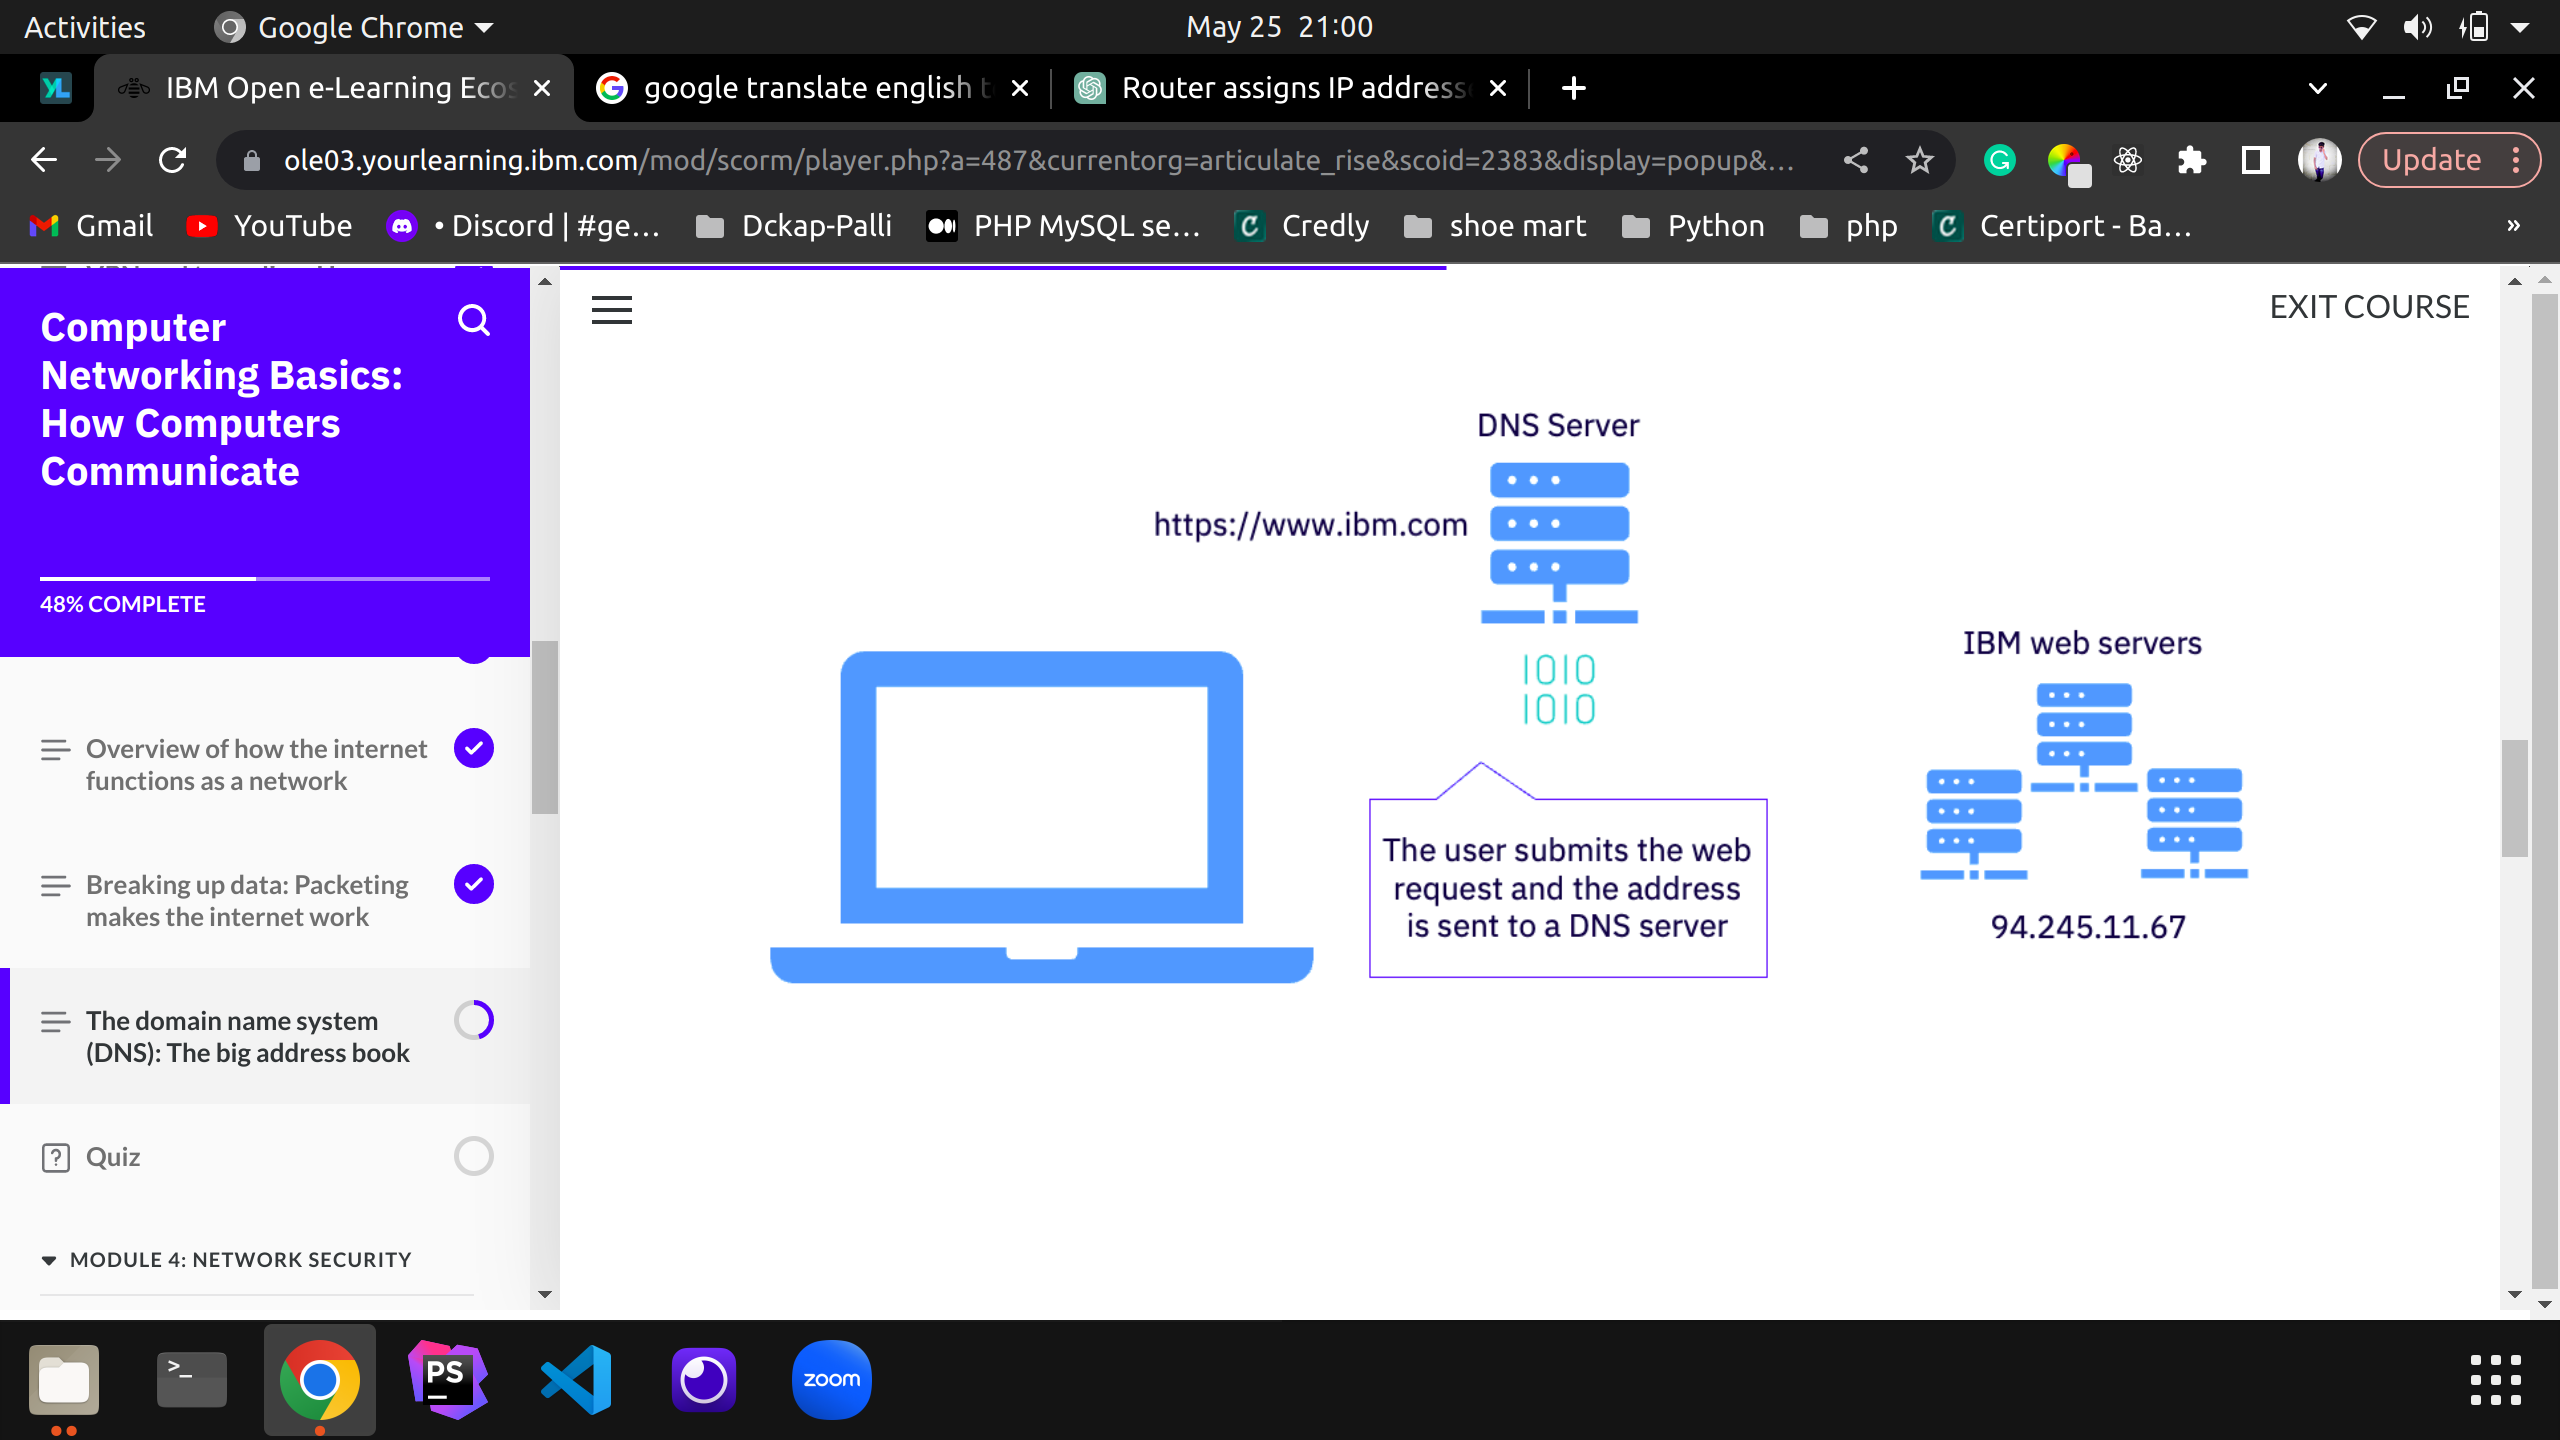 Activities
Google Chrome
May 25 21:00
IBM Open e-Learning Ecos
google translate english t
Router assigns IP address
ole03.yourlearning.ibm.com/mod/scorm/player.php?a=487&currentorg=articulate_rise&scoid=2383&display=popup&…
Update
Gmail
YouTube
• Discord | #ge…
Dckap-Palli
PHP MySQL se…
Credly
shoe mart
Python
php
Certiport - Ba…
»
Computer
Networking Basics:
How Computers
Communicate
48% COMPLETE
Overview of how the internet
functions as a network
Breaking up data: Packeting
makes the internet work
The domain name system
(DNS): The big address book
Quiz
MODULE 4: NETWORK SECURITY
EXIT COURSE
DNS Server
https://www.ibm.com
1010
1010
The user submits the web
request and the address
is sent to a DNS server
IBM web servers
94.245.11.67
PS
zoom